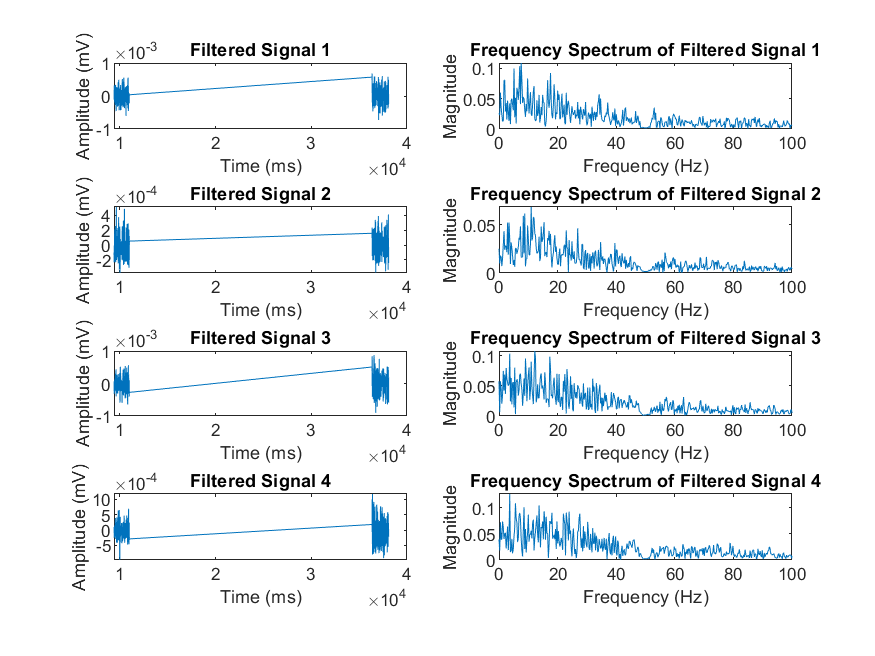 Filtered Signal 1
×10⁻³
Amplitude (mV)
1
0
-1
1 2 3 4
Time (ms)
×10⁴
Frequency Spectrum of Filtered Signal 1
Magnitude
0.1
0.05
0
0 20 40 60 80 100
Frequency (Hz)
Filtered Signal 2
×10⁻⁴
Amplitude (mV)
4
2
0
-2
1 2 3 4
Time (ms)
×10⁴
Frequency Spectrum of Filtered Signal 2
Magnitude
0.05
0
0 20 40 60 80 100
Frequency (Hz)
Filtered Signal 3
×10⁻³
Amplitude (mV)
1
0
-1
1 2 3 4
Time (ms)
×10⁴
Frequency Spectrum of Filtered Signal 3
Magnitude
0.1
0.05
0
0 20 40 60 80 100
Frequency (Hz)
Filtered Signal 4
×10⁻⁴
Amplitude (mV)
10
5
0
-5
1 2 3 4
Time (ms)
×10⁴
Frequency Spectrum of Filtered Signal 4
Magnitude
0.1
0.05
0
0 20 40 60 80 100
Frequency (Hz)